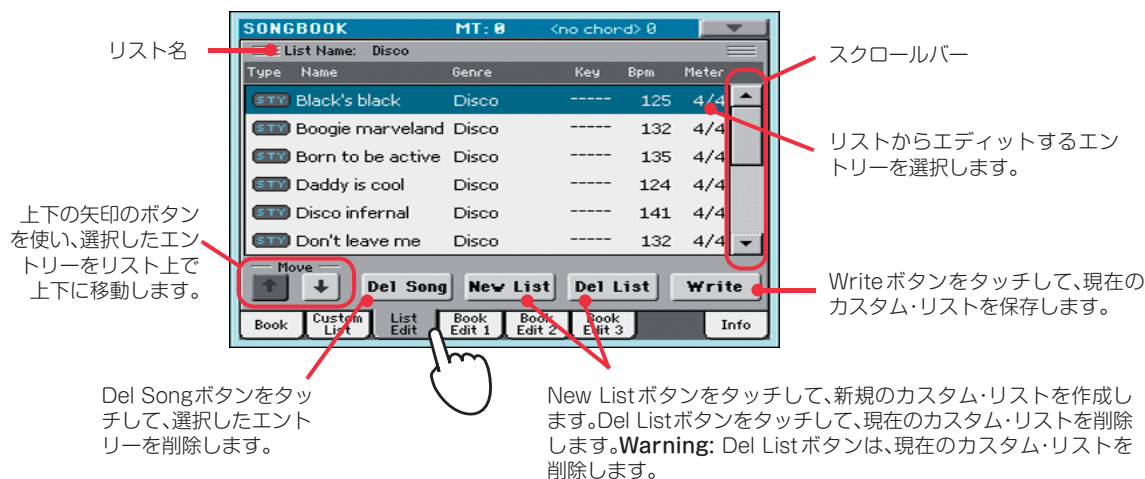 リスト名
SONGBOOK MT: 0 <no chord> 0
List Name: Disco
Type Name Genre Key Bpm Meter
STY Black's black Disco ----- 125 4/4
STY Boogie marveland Disco ----- 132 4/4
STY Born to be active Disco ----- 135 4/4
STY Daddy is cool Disco ----- 124 4/4
STY Disco infernal Disco ----- 141 4/4
STY Don't leave me Disco ----- 132 4/4
Move
Del Song New List Del List Write
Book Custom List List Edit Book Edit 1 Book Edit 2 Book Edit 3 Info
スクロールバー
リストからエディットするエン
トリーを選択します。
上下の矢印のボタン
を使い、選択したエン
トリーをリスト上で
上下に移動します。
Writeボタンをタッチして、現在の
カスタム・リストを保存します。
Del Songボタンをタッ
チして、選択したエント
リーを削除します。
New Listボタンをタッチして、新規のカスタム・リストを作成し
ます。Del Listボタンをタッチして、現在のカスタム・リストを削除
します。Warning: Del Listボタンは、現在のカスタム・リストを
削除します。